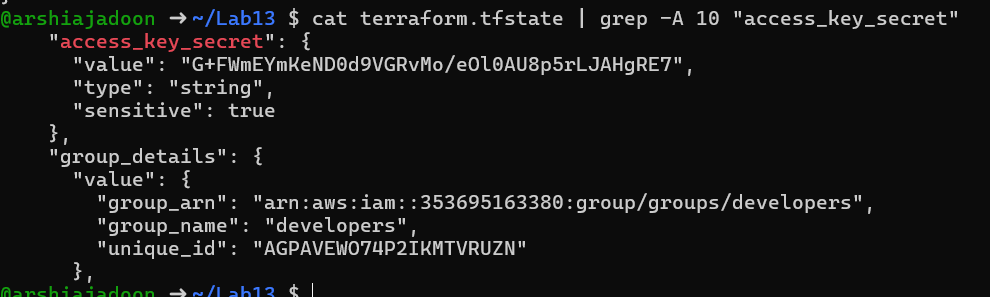 @arshiajadoon → ~/Lab13 $ cat terraform.tfstate | grep -A 10 "access_key_secret"
    "access_key_secret": {
      "value": "G+FWmEYmKeND0d9VGRvMo/eOl0AU8p5rLJAHgRE7",
      "type": "string",
      "sensitive": true
    },
    "group_details": {
      "value": {
        "group_arn": "arn:aws:iam::353695163380:group/groups/developers",
        "group_name": "developers",
        "unique_id": "AGPAVEWO74P2IKMTVRUZN"
      },
@arshiajadoon → ~/Lab13 $